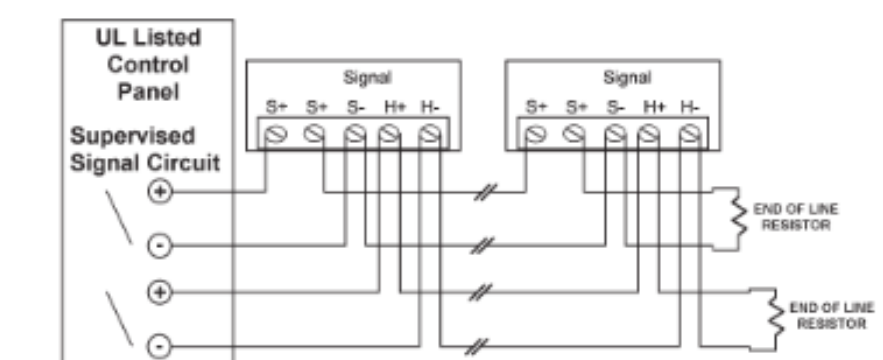 UL Listed
Control
Panel
Supervised
Signal Circuit
+
-
+
-
Signal
S+ S+ S- H+ H-
Signal
S+ S+ S- H+ H-
END OF LINE
RESISTOR
END OF LINE
RESISTOR